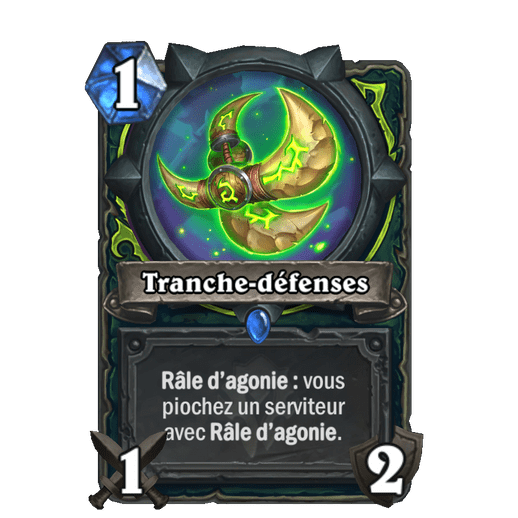 1
Tranche-défenses
Râle d’agonie : vous
piochez un serviteur
avec Râle d’agonie.
1
2